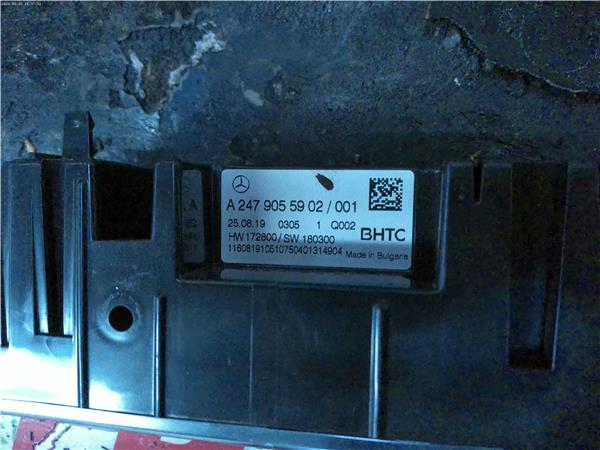 A 247 905 59 02 / 001
25.08.19 0305 1 Q002
HW 172800 / SW 180300
BHTC
116081910510750401314904 Made in Bulgaria
A